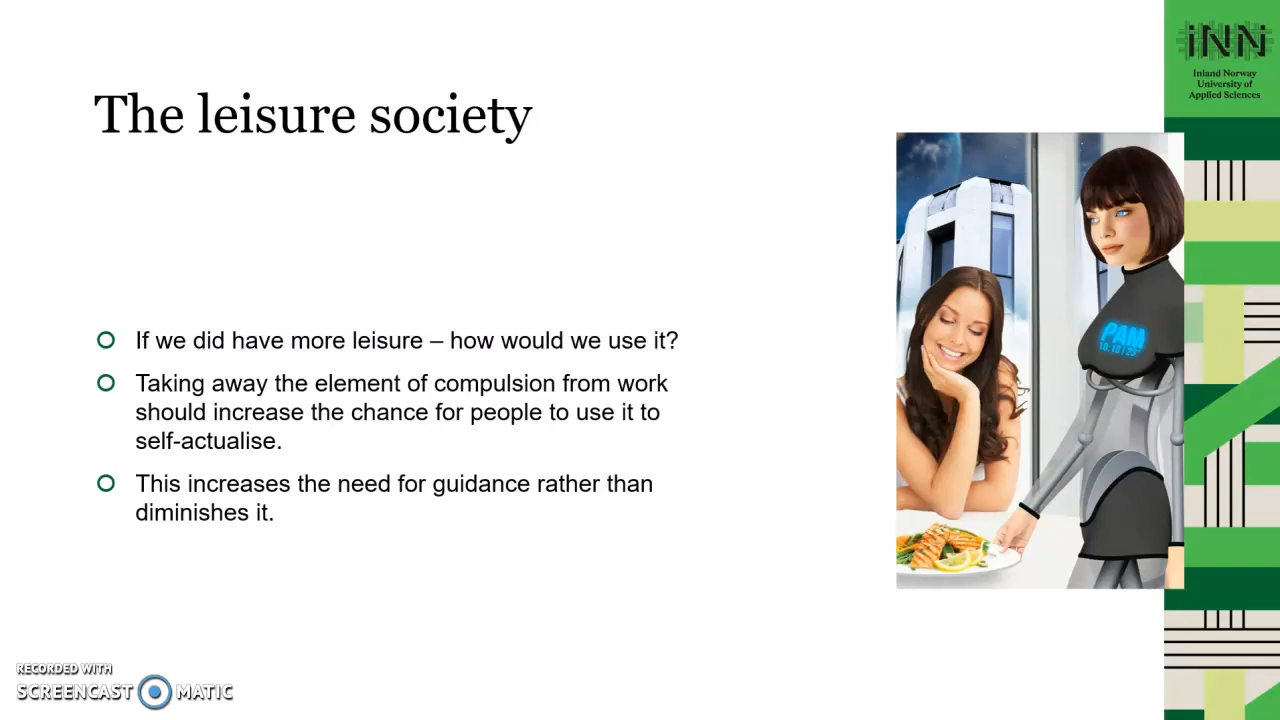 iNN
Inland Norway
University of
Applied Sciences
The leisure society
If we did have more leisure – how would we use it?
Taking away the element of compulsion from work
should increase the chance for people to use it to
self-actualise.
This increases the need for guidance rather than
diminishes it.
PAM
RECORDED WITH
SCREENCAST MATIC